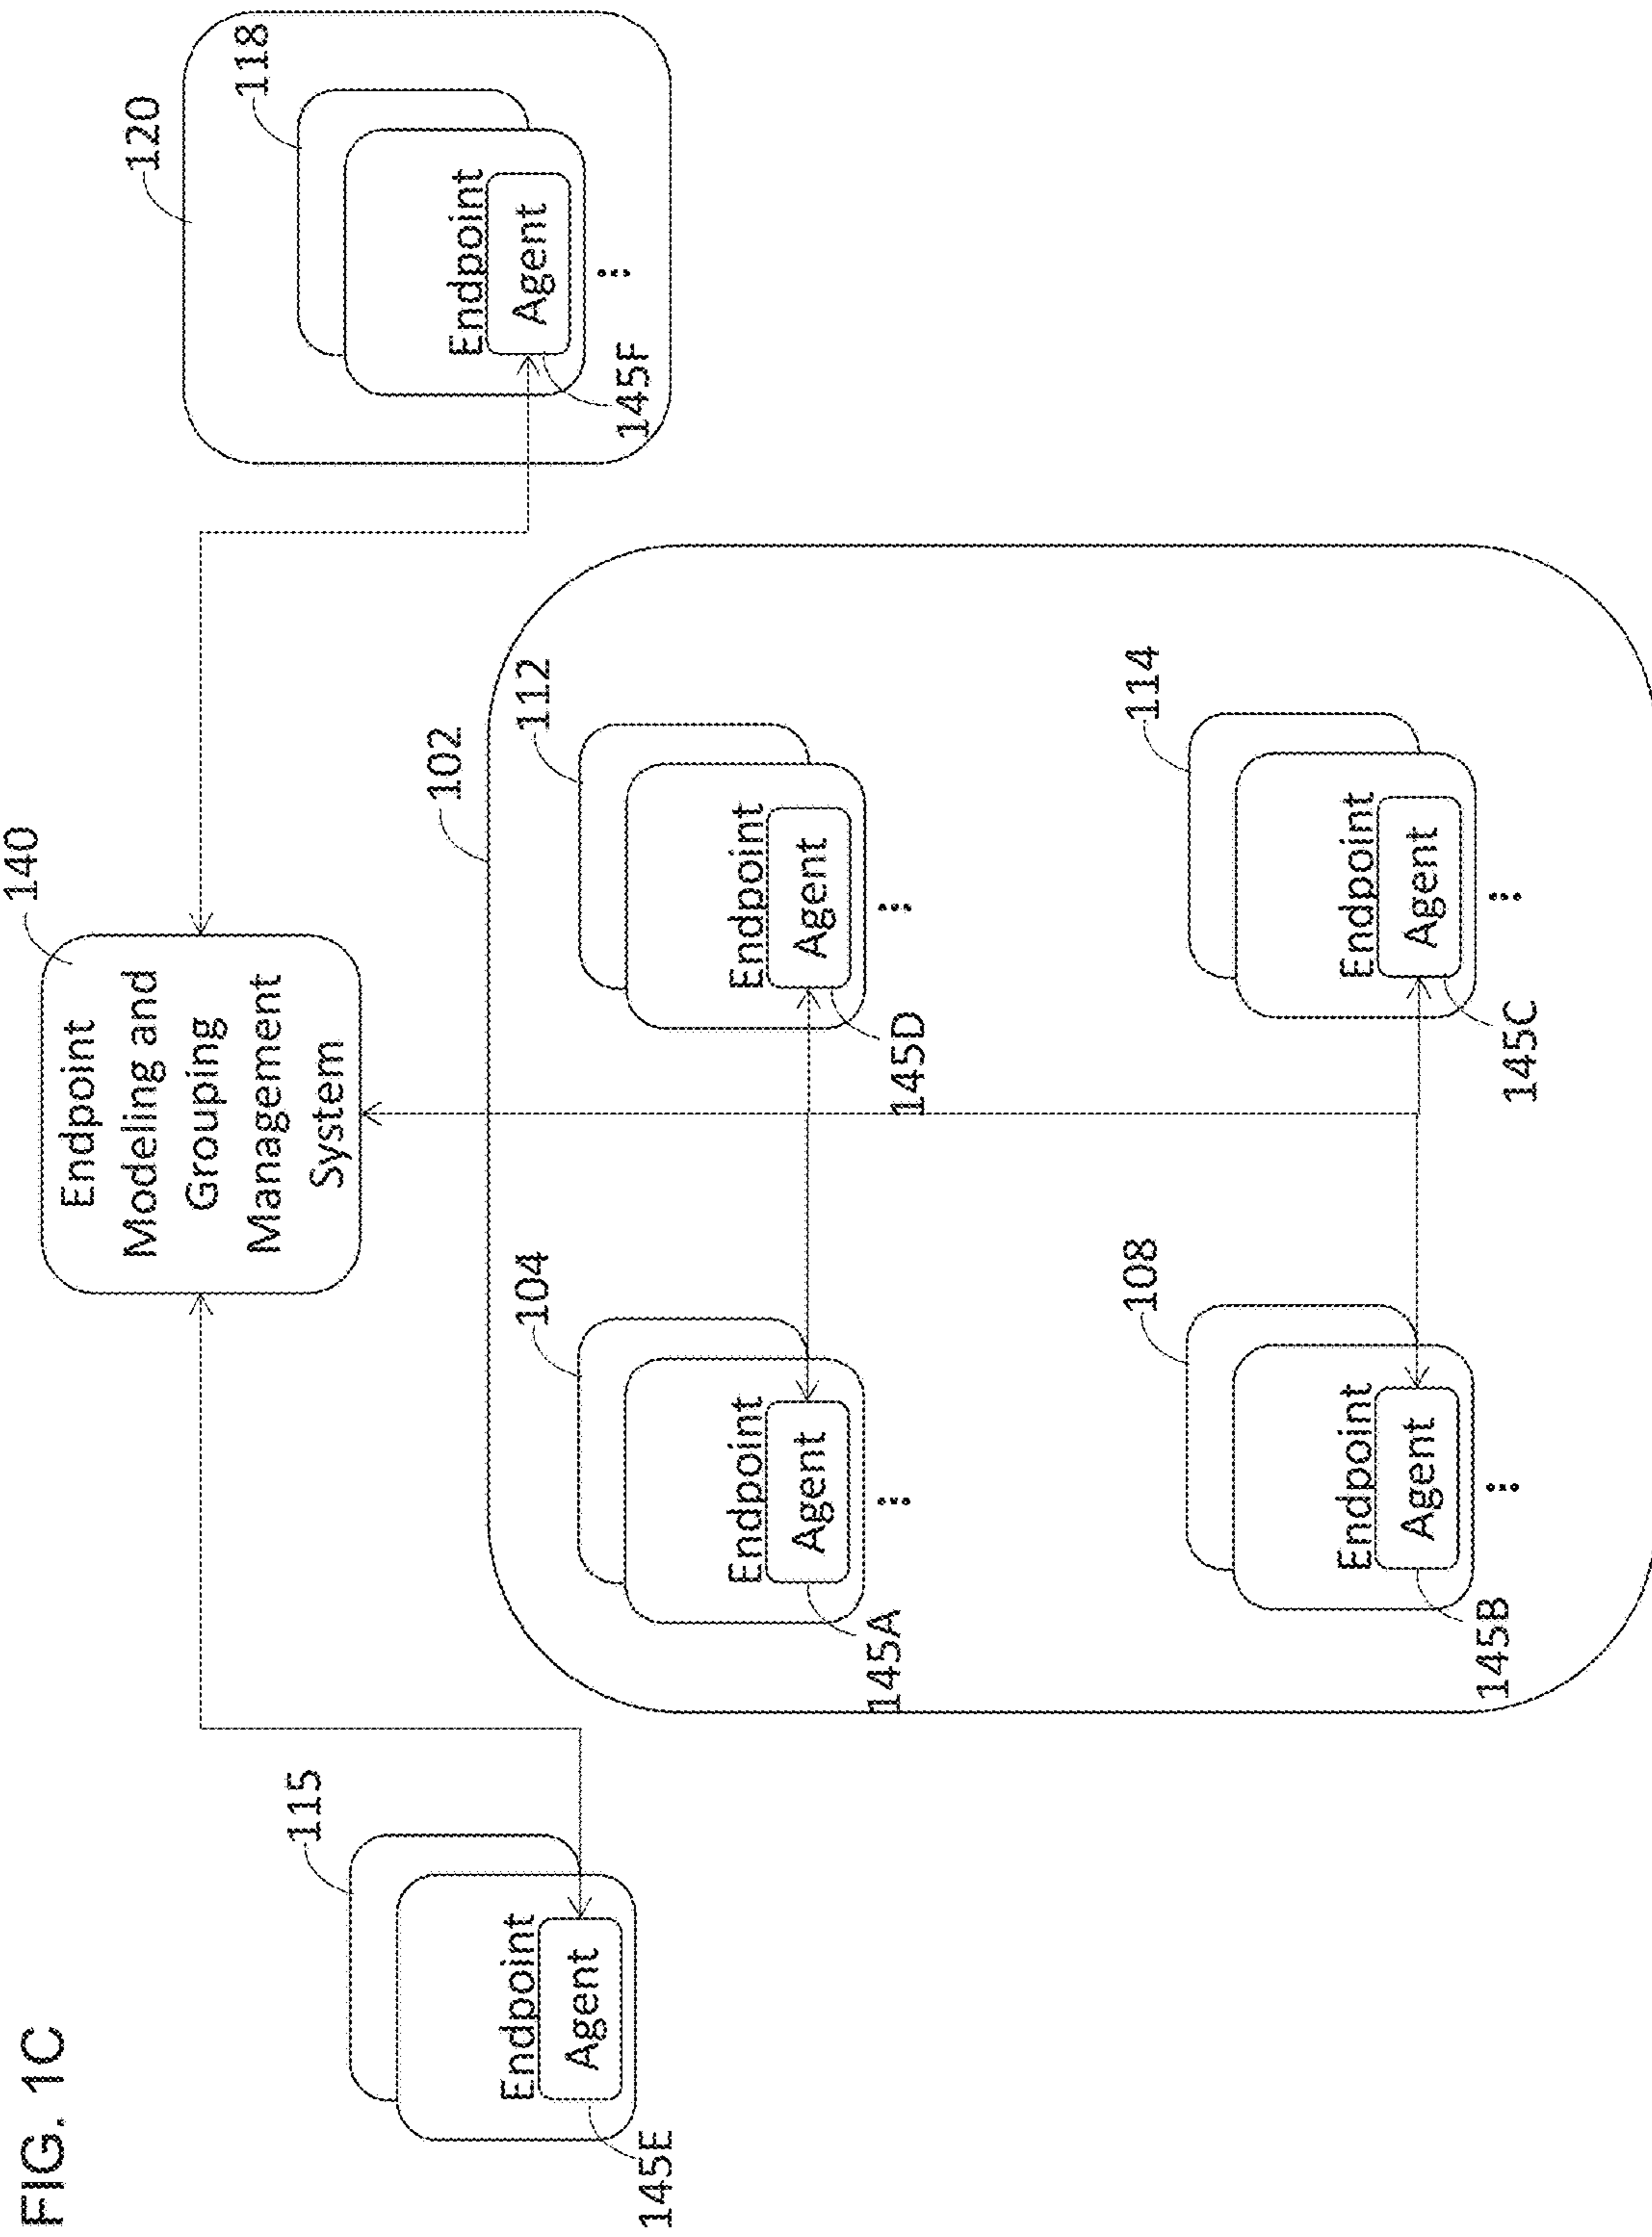 FIG. 1C
140
Endpoint
Modeling and
Grouping
Management
System
115
Endpoint
Agent
145E
120
118
Endpoint
Agent
145F
102
104
Endpoint
Agent
145A
112
Endpoint
Agent
145D
108
Endpoint
Agent
145B
114
Endpoint
Agent
145C